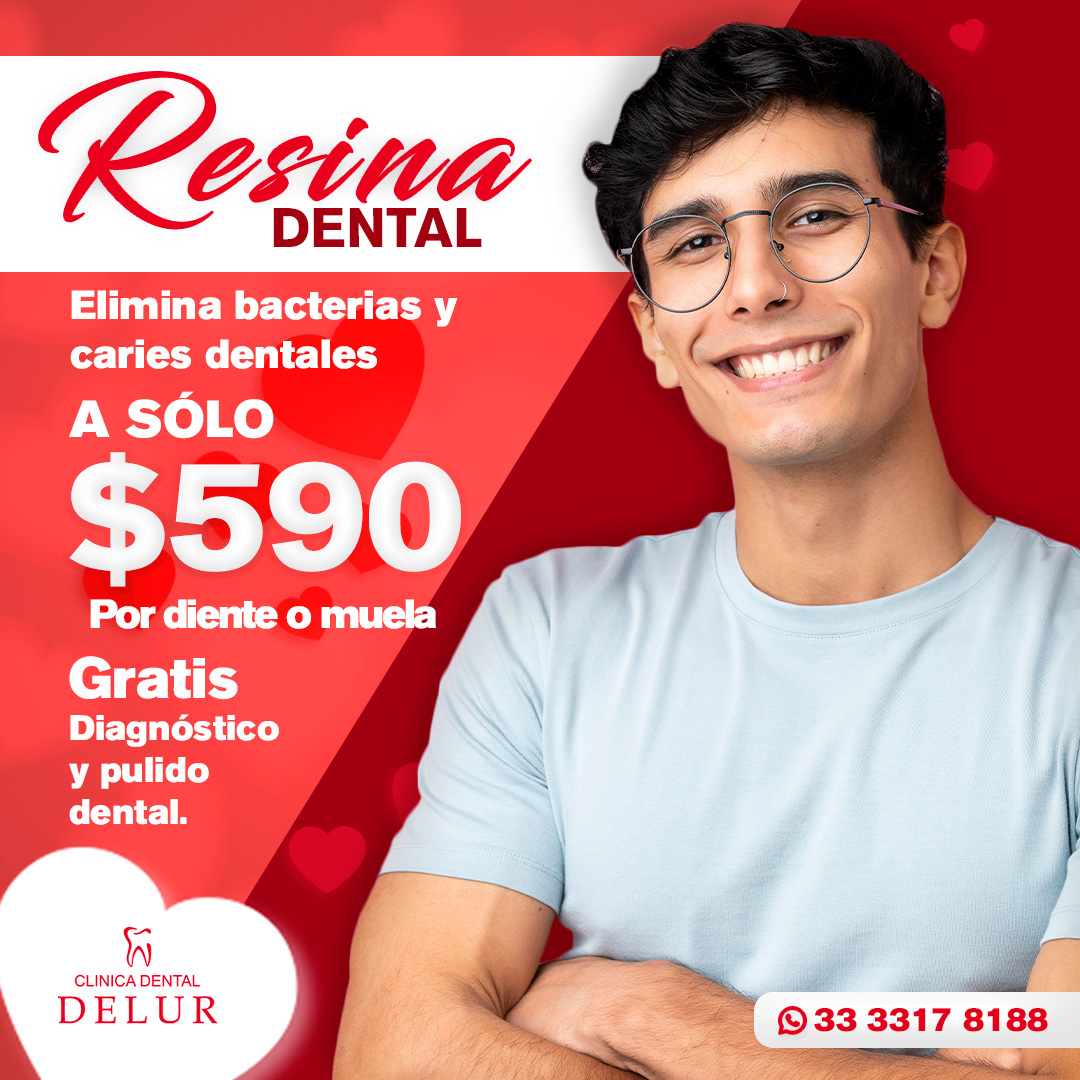 Resina
DENTAL
Elimina bacterias y
caries dentales
A SÓLO
$590
Por diente o muela
Gratis
Diagnóstico
y pulido
dental.
CLINICA DENTAL
DELUR
33 3317 8188